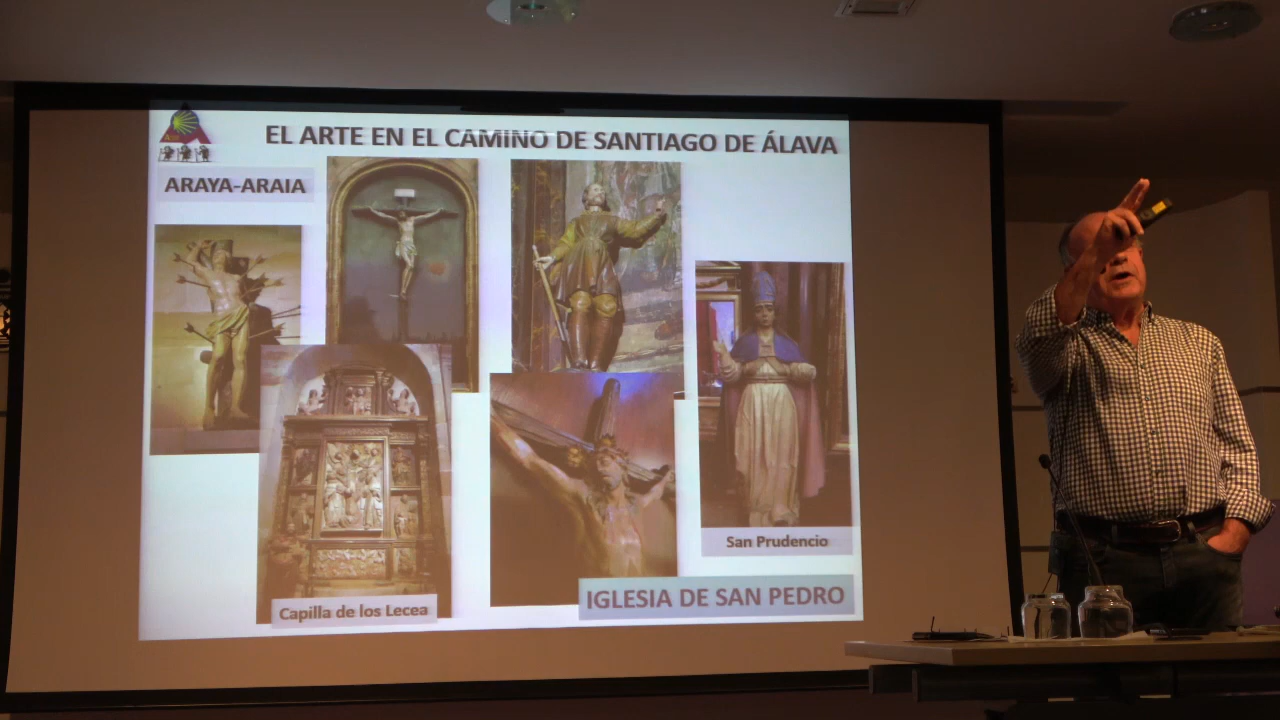 EL ARTE EN EL CAMINO DE SANTIAGO DE ÁLAVA
ARAYA-ARAIA
San Prudencio
Capilla de los Lecea
IGLESIA DE SAN PEDRO